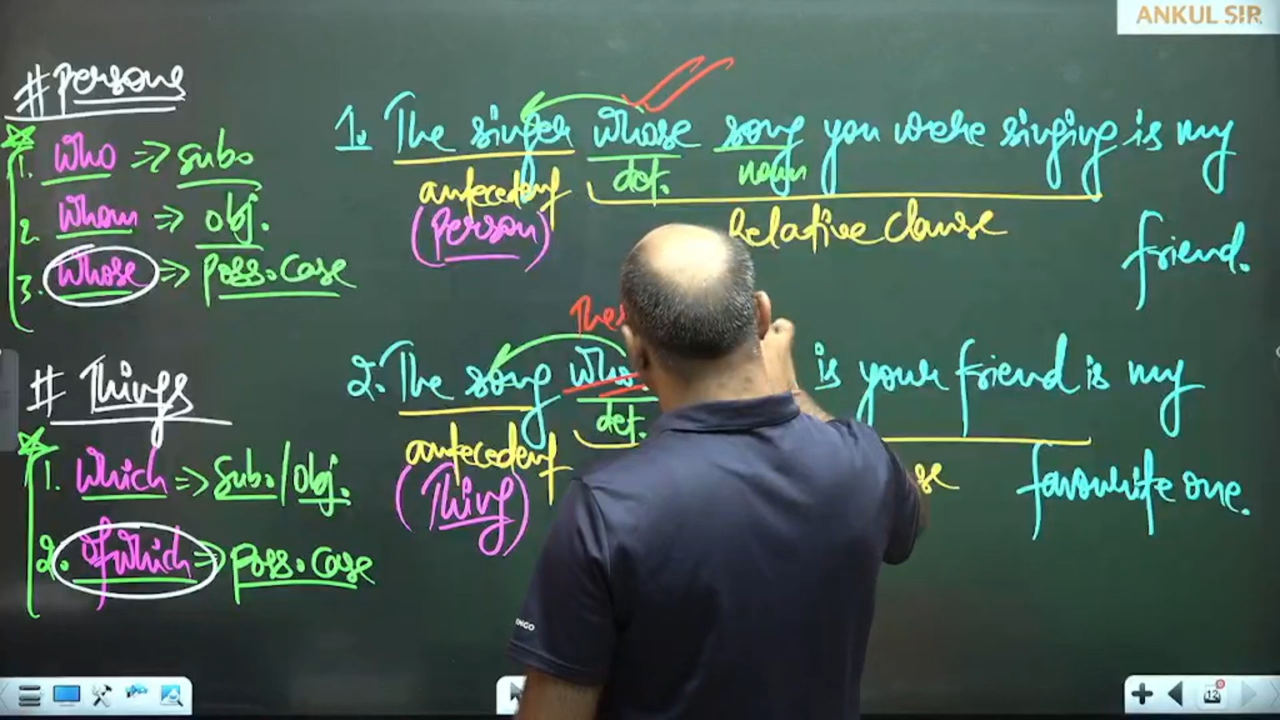 ANKUL SIR
# Persons
1. who => sub.
2. whom => obj.
3. whose => poss. case
# Things
1. which => sub./obj.
2. of which => poss. case
1. The singer whose song you were singing is my friend.
antecedent
(Person)
det.
noun
Relative Clause
2. The song is your friend is my favourite one.
antecedent
(Thing)
det.
12